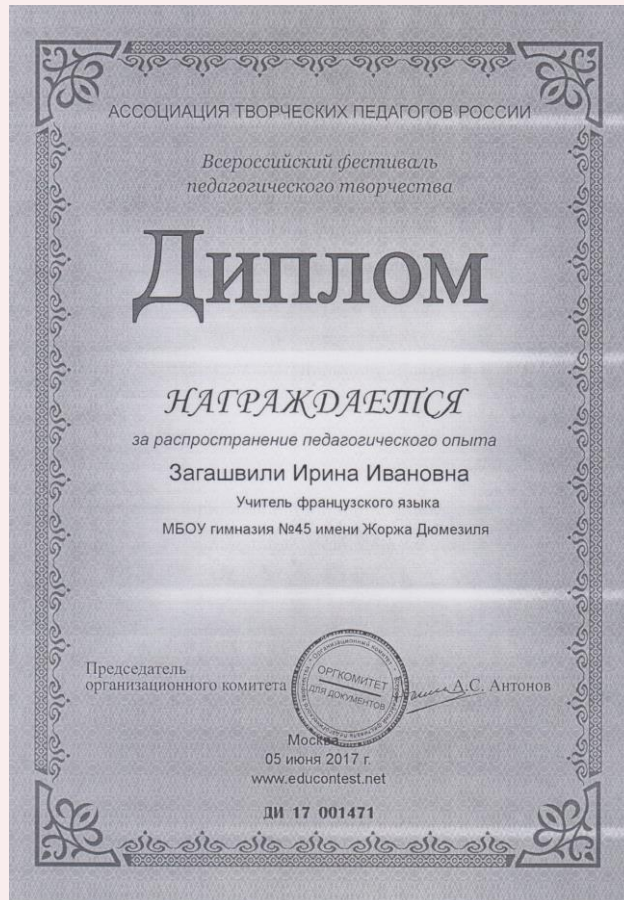 АССОЦИАЦИЯ ТВОРЧЕСКИХ ПЕДАГОГОВ РОССИИ
Всероссийский фестиваль
педагогического творчества
Диплом
НАГРАЖДАЕТСЯ
за распространение педагогического опыта
Загашвили Ирина Ивановна
Учитель французского языка
МБОУ гимназия №45 имени Жоржа Дюмезиля
Председатель
организационного комитета
ОРГКОМИТЕТ
ДЛЯ ДОКУМЕНТОВ
А.С. Антонов
Москва
05 июня 2017 г.
www.educontest.net
ДИ 17 001471